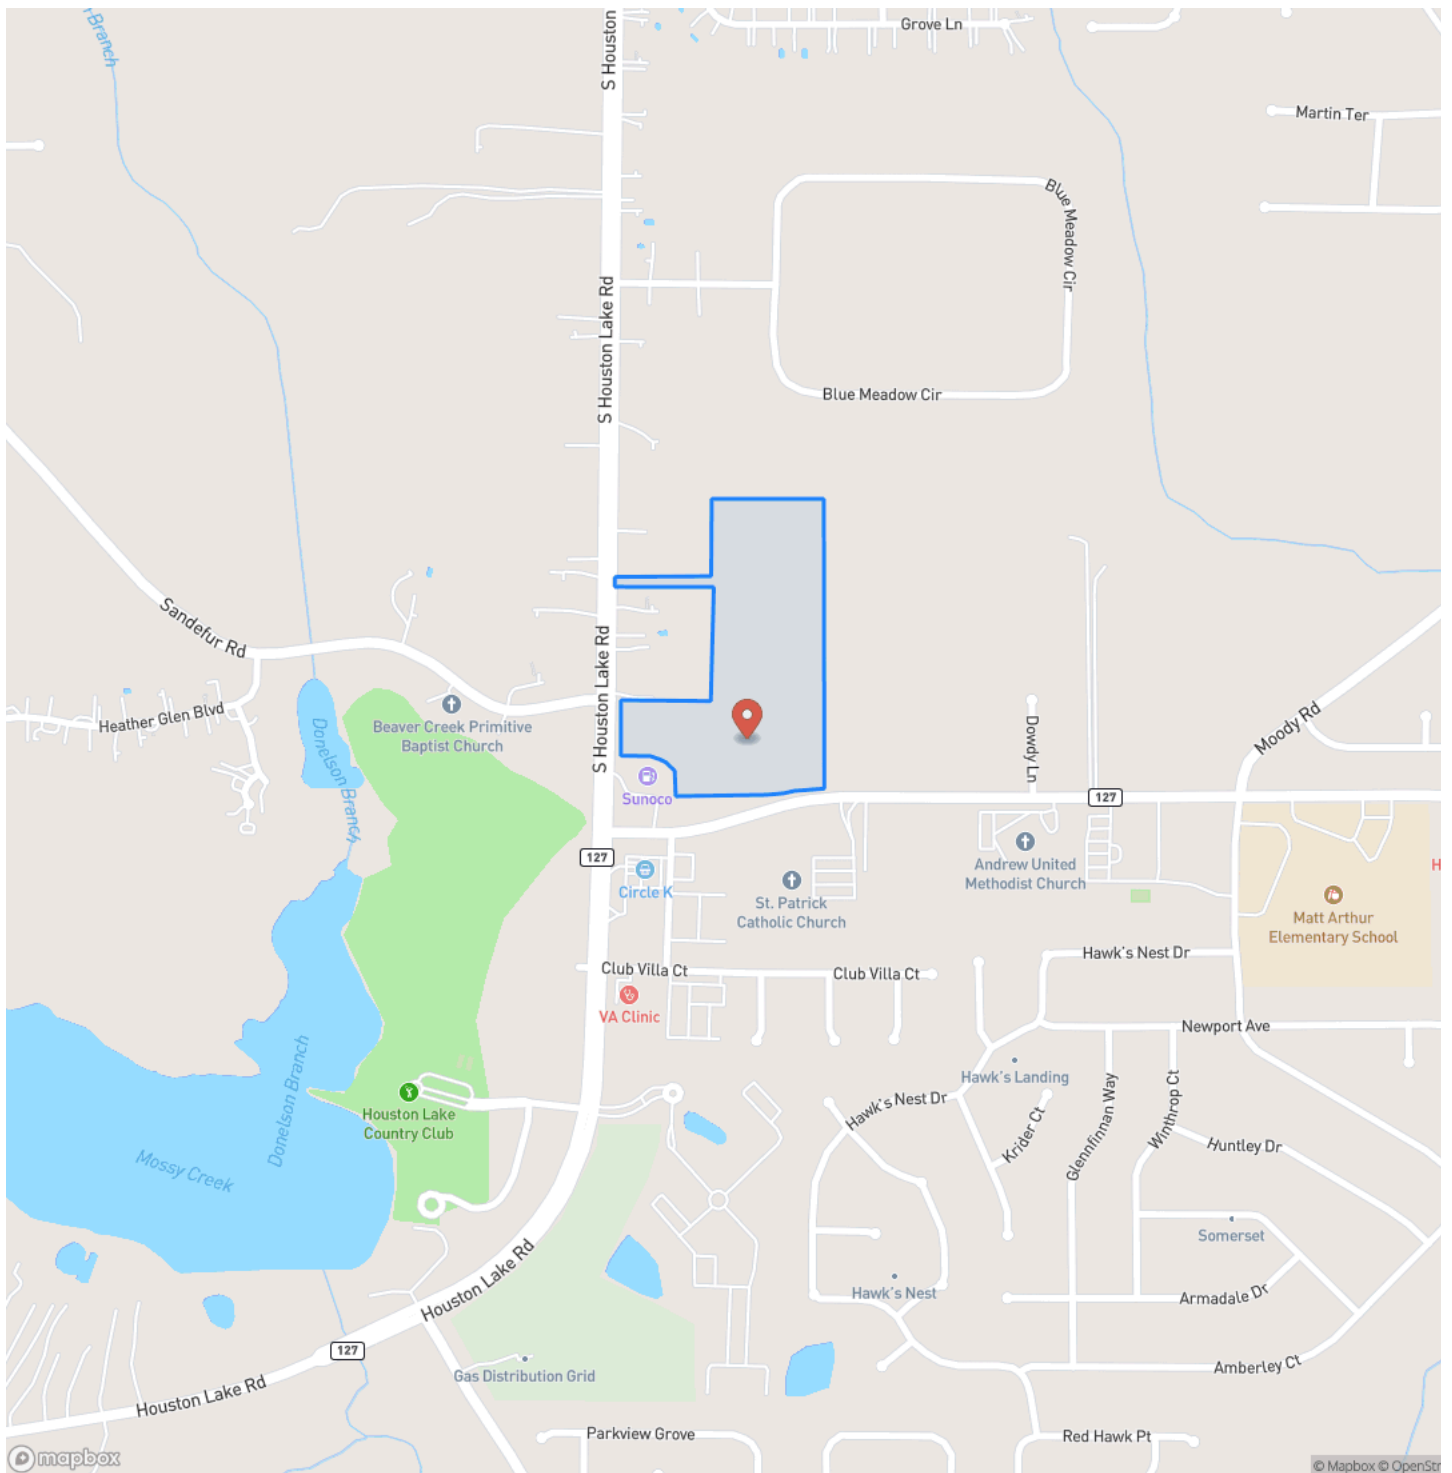 Branch
S Houston
Grove Ln
Martin Ter
Blue Meadow Cir
S Houston Lake Rd
Blue Meadow Cir
Sandefur Rd
S Houston Lake Rd
Heather Glen Blvd
Beaver Creek Primitive
Baptist Church
Donelson Branch
Sunoco
Dowdy Ln
Moody Rd
127
127
Circle K
St. Patrick
Catholic Church
Andrew United
Methodist Church
Matt Arthur
Elementary School
H
Hawk's Nest Dr
Club Villa Ct
Club Villa Ct
VA Clinic
Newport Ave
Donelson Branch
Houston Lake
Country Club
Hawk's Landing
Hawk's Nest Dr
Krider Ct
Glennfinnan Way
Winthrop Ct
Huntley Dr
Mossy Creek
Somerset
Houston Lake Rd
Hawk's Nest
Armadale Dr
127
Gas Distribution Grid
Amberley Ct
Houston Lake Rd
Parkview Grove
Red Hawk Pt
mapbox
© Mapbox © OpenStr